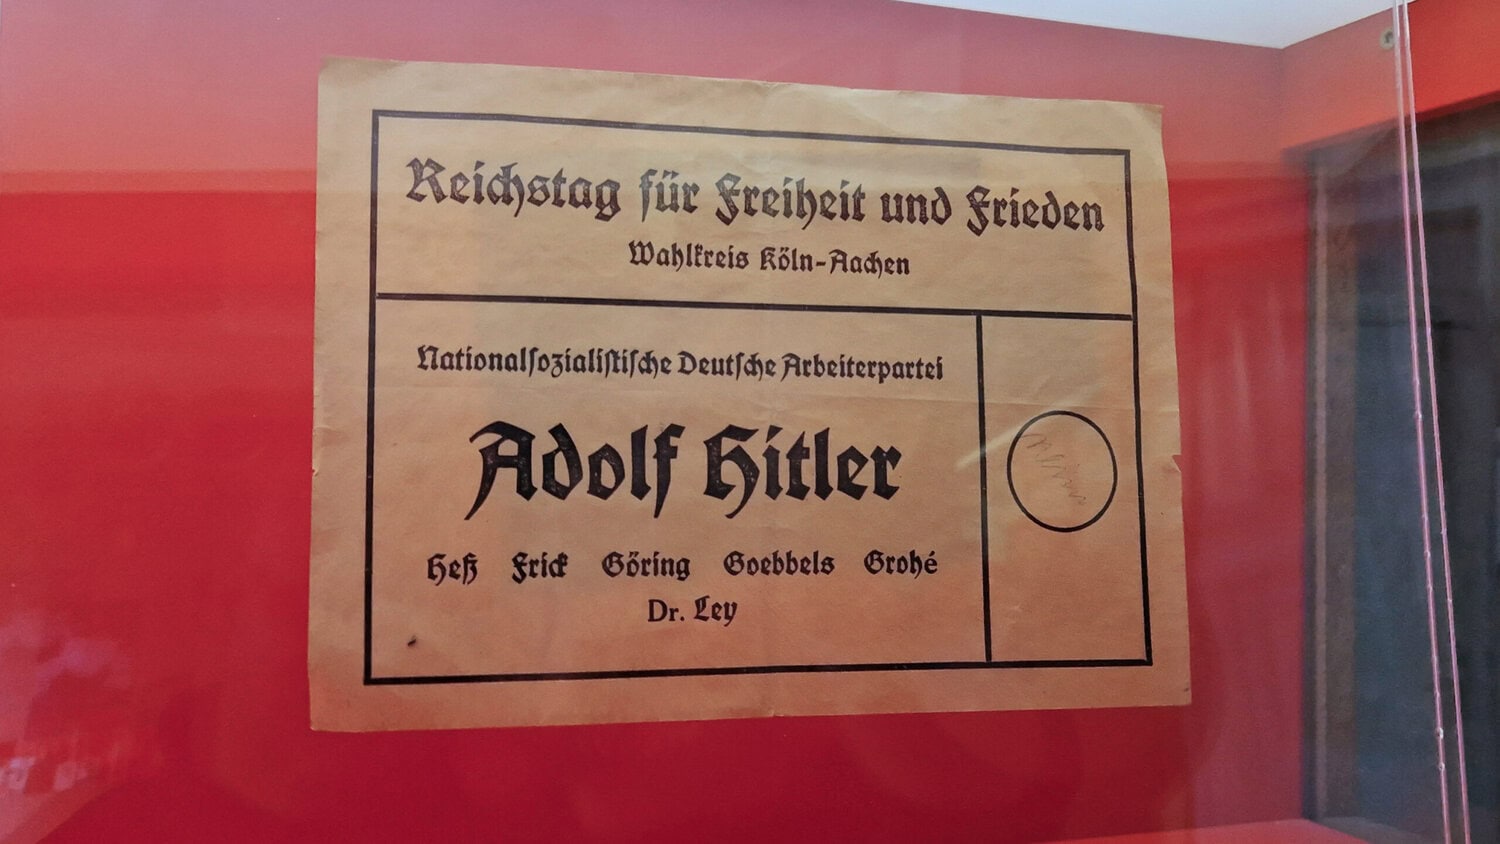 Reichstag für Freiheit und Frieden
Wahlkreis Köln-Aachen
Nationalsozialistische Deutsche Arbeiterpartei
Adolf Hitler
Heß Frick Göring Goebbels Grohé
Dr. Ley